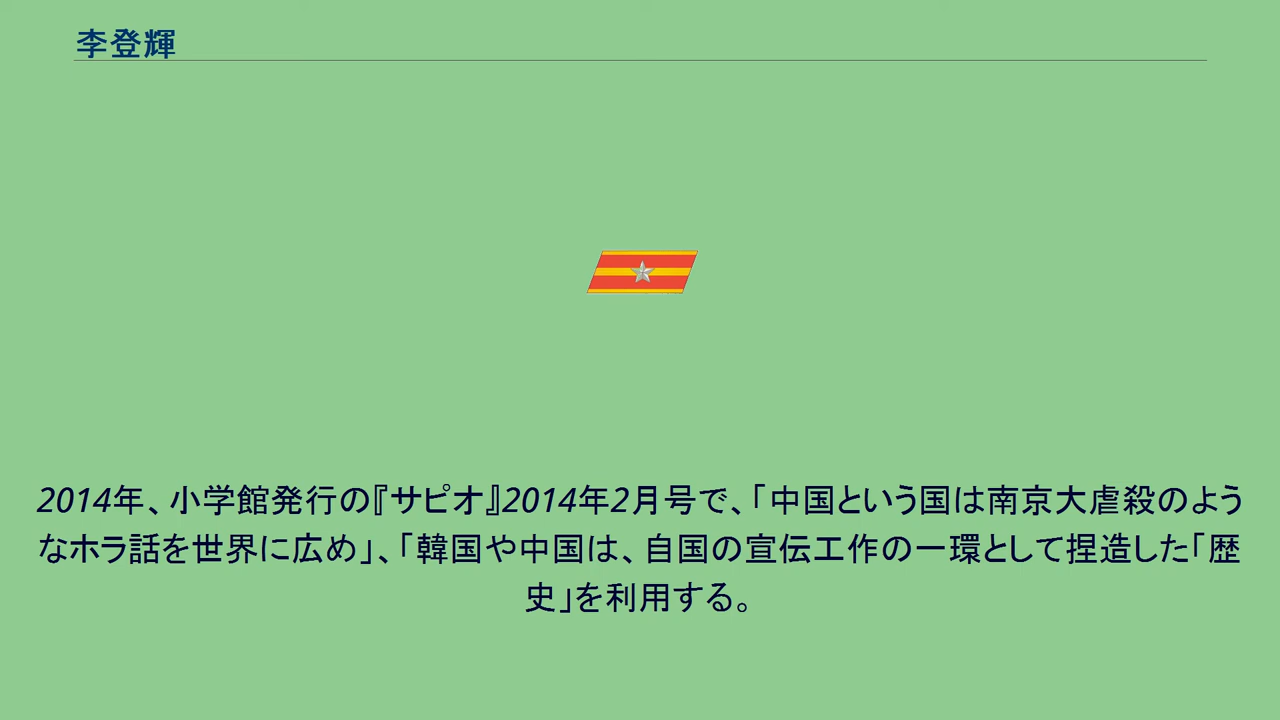 李登輝
2014年、小学館発行の『サピオ』2014年2月号で、「中国という国は南京大虐殺のよう
なホラ話を世界に広め」、「韓国や中国は、自国の宣伝工作の一環として捏造した「歴
史」を利用する。